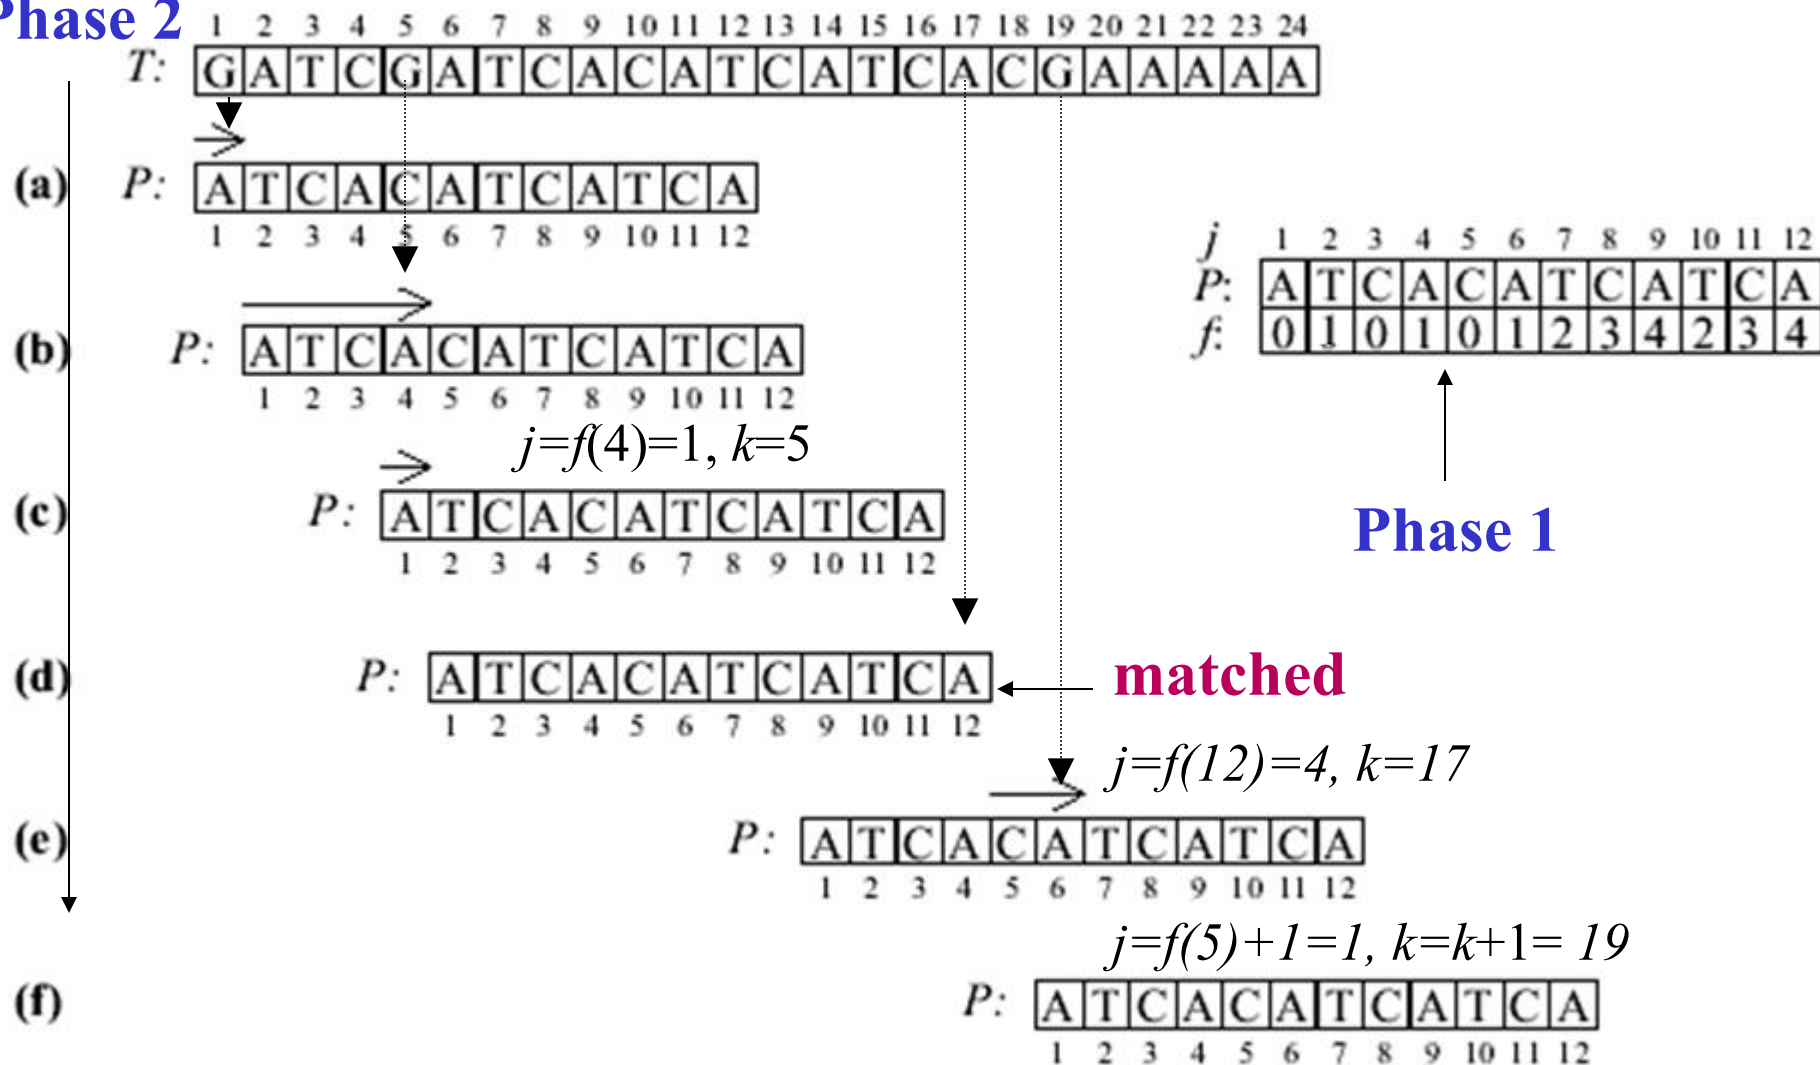 Phase 2
1 2 3 4 5 6 7 8 9 10 11 12 13 14 15 16 17 18 19 20 21 22 23 24
T: G A T C G A T C A C A T C A T C A C G A A A A A
(a) P: A T C A C A T C A T C A
1 2 3 4 5 6 7 8 9 10 11 12
j 1 2 3 4 5 6 7 8 9 10 11 12
P: A T C A C A T C A T C A
f: 0 1 0 1 0 1 2 3 4 2 3 4
Phase 1
(b) P: A T C A C A T C A T C A
1 2 3 4 5 6 7 8 9 10 11 12
j=f(4)=1, k=5
(c) P: A T C A C A T C A T C A
1 2 3 4 5 6 7 8 9 10 11 12
(d) P: A T C A C A T C A T C A matched
1 2 3 4 5 6 7 8 9 10 11 12
j=f(12)=4, k=17
(e) P: A T C A C A T C A T C A
1 2 3 4 5 6 7 8 9 10 11 12
j=f(5)+1=1, k=k+1= 19
(f) P: A T C A C A T C A T C A
1 2 3 4 5 6 7 8 9 10 11 12